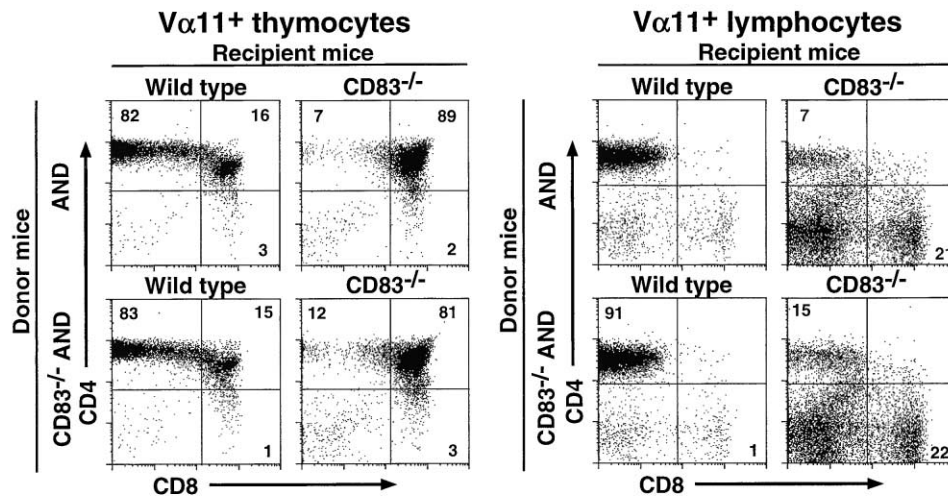 Vα11+ thymocytes
Recipient mice
Wild type CD83-/-
82 16
3
7 89
2
Wild type CD83-/-
83 15
1
12 81
3
Donor mice
AND
CD83-/- AND
CD4
CD8
Vα11+ lymphocytes
Recipient mice
Wild type CD83-/-
7
21
Wild type CD83-/-
91
1
15
22
Donor mice
AND
CD83-/- AND
CD4
CD8